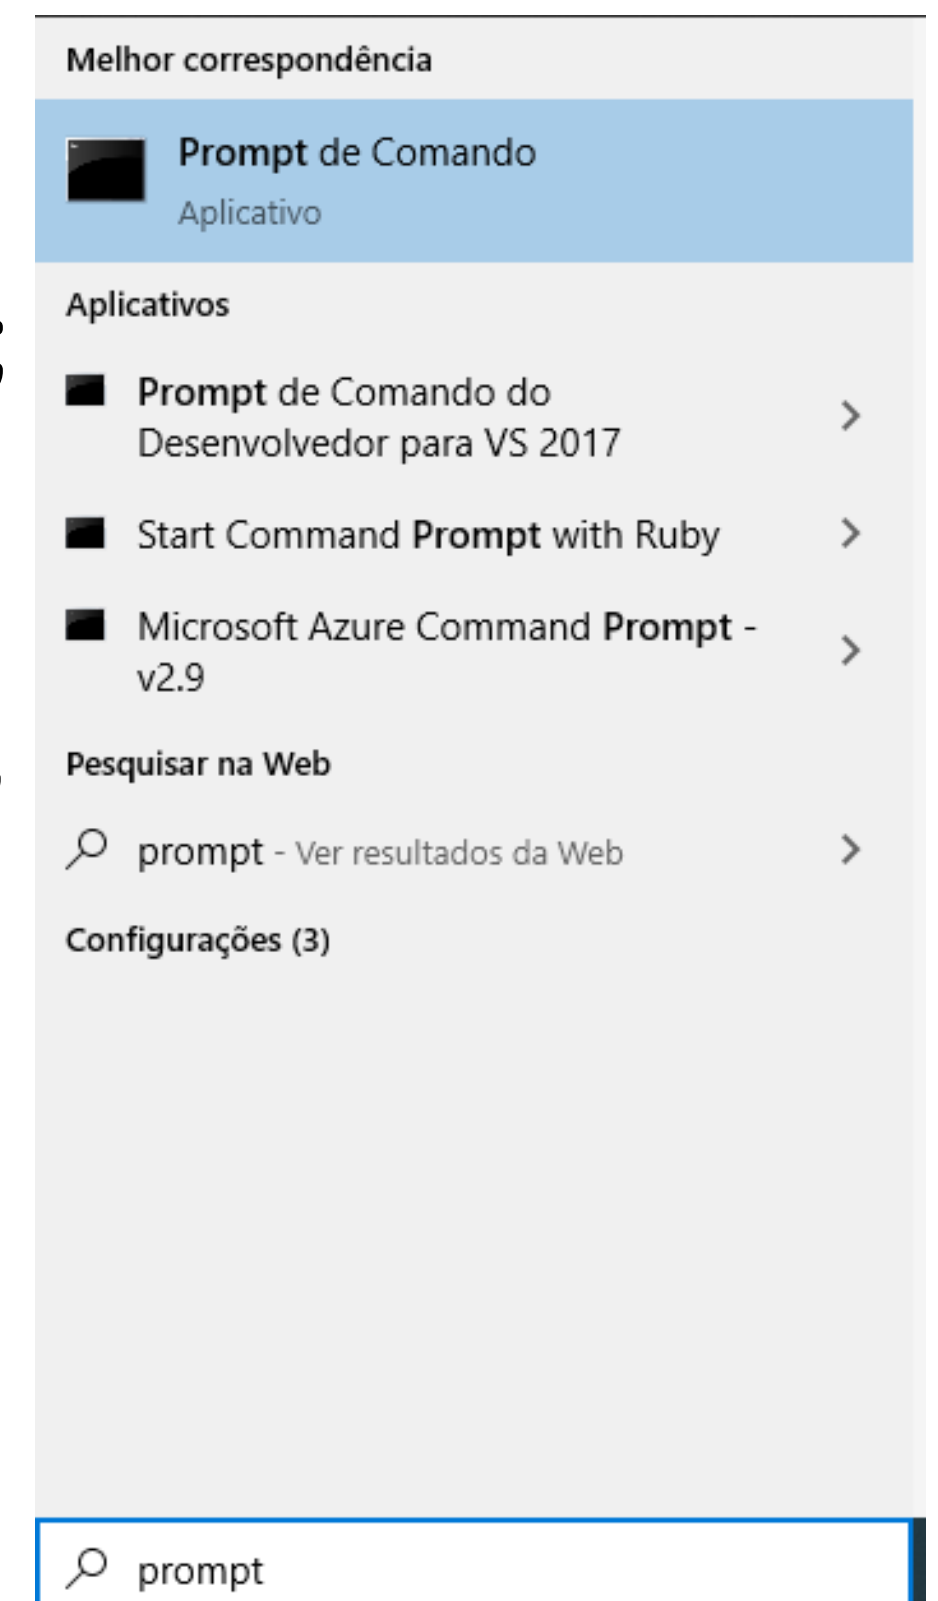 Melhor correspondência
Prompt de Comando
Aplicativo
Aplicativos
Prompt de Comando do
Desenvolvedor para VS 2017
Start Command Prompt with Ruby
Microsoft Azure Command Prompt -
v2.9
Pesquisar na Web
prompt - Ver resultados da Web
Configurações (3)
prompt